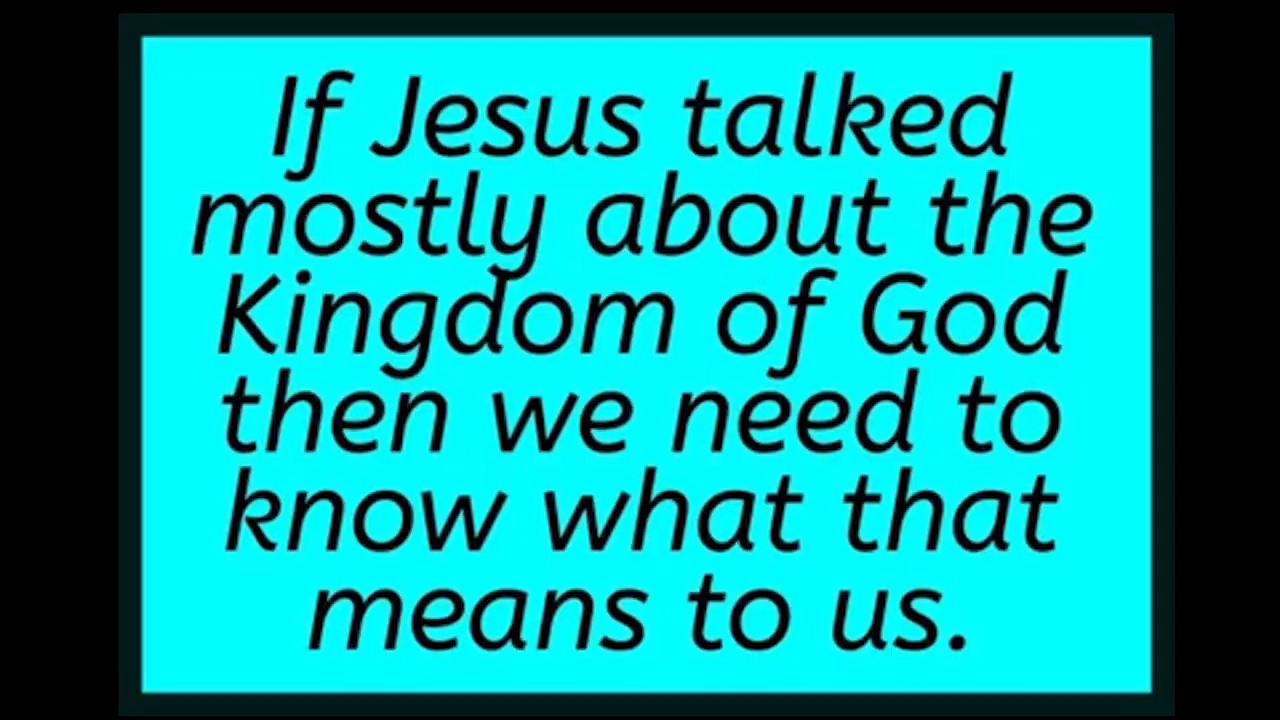 If Jesus talked
mostly about the
Kingdom of God
then we need to
know what that
means to us.